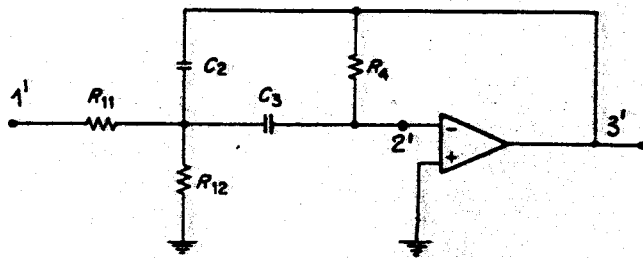 C₂
R₄
1'
R₁₁
C₃
2'
-
+
3'
R₁₂